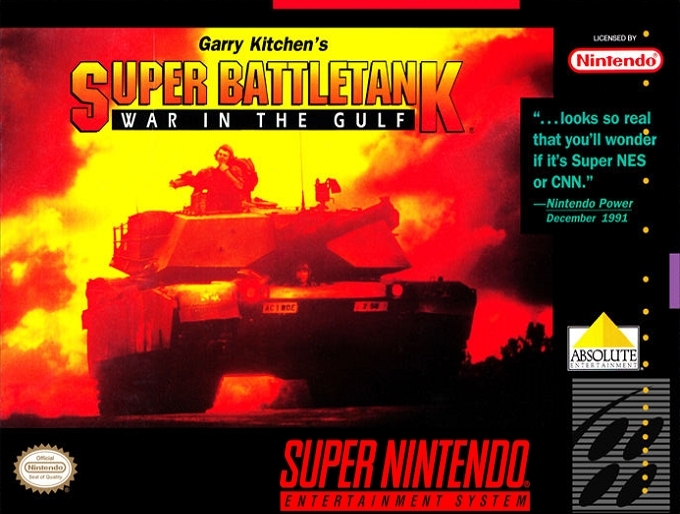 Garry Kitchen's
SUPER BATTLETANK
WAR IN THE GULF
LICENSED BY
Nintendo®
"...looks so real
that you'll wonder
if it's Super NES
or CNN."
—Nintendo Power
December 1991
ABSOLUTE
ENTERTAINMENT
Official
Nintendo
Seal of Quality
SUPER NINTENDO®
ENTERTAINMENT SYSTEM